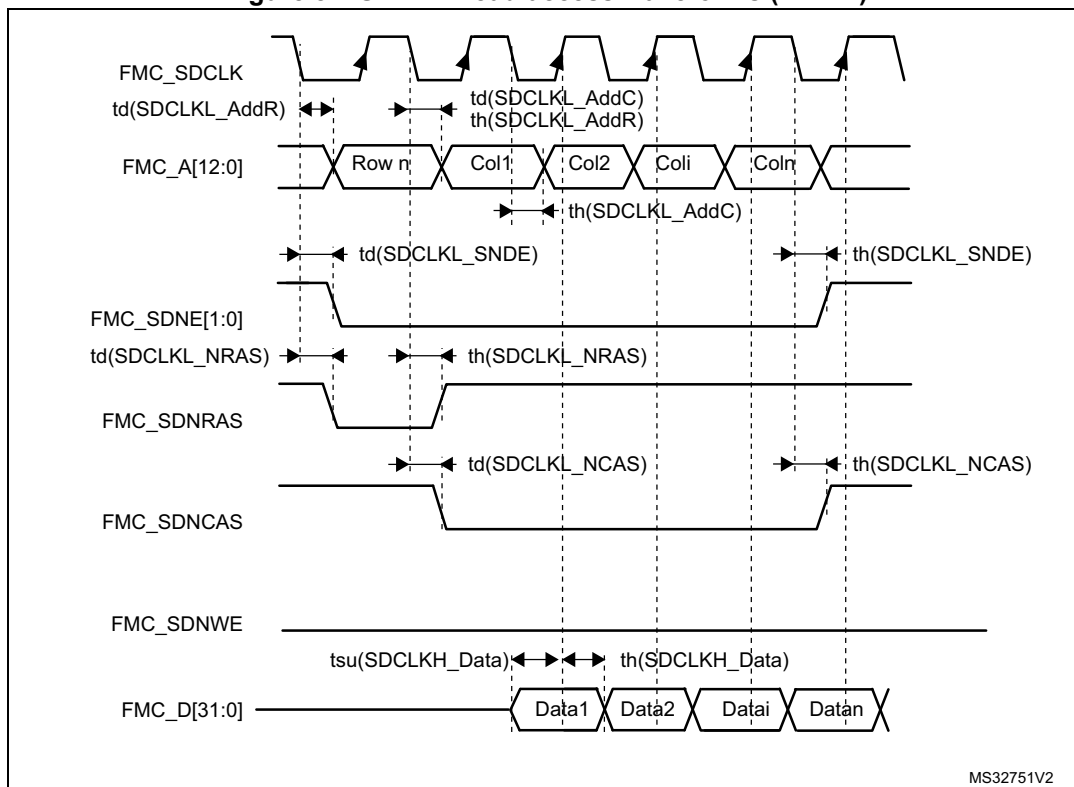 FMC_SDCLK
td(SDCLKL_AddR)
td(SDCLKL_AddC)
th(SDCLKL_AddR)
FMC_A[12:0]
Row n
Col1
Col2
Coli
Coln
th(SDCLKL_AddC)
td(SDCLKL_SNDE)
th(SDCLKL_SNDE)
FMC_SDNE[1:0]
td(SDCLKL_NRAS)
th(SDCLKL_NRAS)
FMC_SDNRAS
td(SDCLKL_NCAS)
th(SDCLKL_NCAS)
FMC_SDNCAS
FMC_SDNWE
tsu(SDCLKH_Data)
th(SDCLKH_Data)
FMC_D[31:0]
Data1
Data2
Datai
Datan
MS32751V2